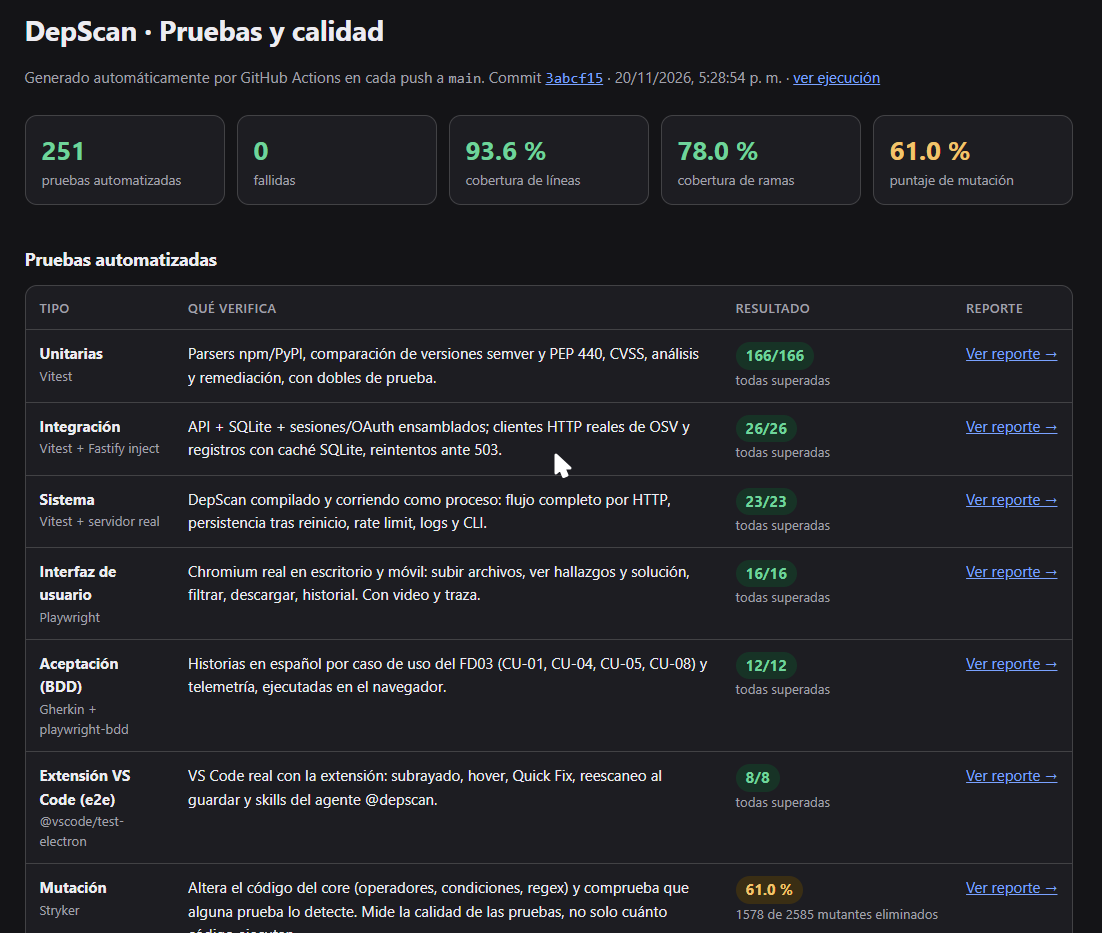 DepScan · Pruebas y calidad
Generado automáticamente por GitHub Actions en cada push a main. Commit 3abcf15 · 20/11/2026, 5:28:54 p. m. · ver ejecución
251
pruebas automatizadas
0
fallidas
93.6 %
cobertura de líneas
78.0 %
cobertura de ramas
61.0 %
puntaje de mutación
Pruebas automatizadas
TIPO QUÉ VERIFICA RESULTADO REPORTE
Unitarias
Vitest
Parsers npm/PyPI, comparación de versiones semver y PEP 440, CVSS, análisis
y remediación, con dobles de prueba.
166/166
todas superadas
Ver reporte →
Integración
Vitest + Fastify inject
API + SQLite + sesiones/OAuth ensamblados; clientes HTTP reales de OSV y
registros con caché SQLite, reintentos ante 503.
26/26
todas superadas
Ver reporte →
Sistema
Vitest + servidor real
DepScan compilado y corriendo como proceso: flujo completo por HTTP,
persistencia tras reinicio, rate limit, logs y CLI.
23/23
todas superadas
Ver reporte →
Interfaz de
usuario
Playwright
Chromium real en escritorio y móvil: subir archivos, ver hallazgos y solución,
filtrar, descargar, historial. Con video y traza.
16/16
todas superadas
Ver reporte →
Aceptación
(BDD)
Gherkin +
playwright-bdd
Historias en español por caso de uso del FD03 (CU-01, CU-04, CU-05, CU-08) y
telemetría, ejecutadas en el navegador.
12/12
todas superadas
Ver reporte →
Extensión VS
Code (e2e)
@vscode/test-
electron
VS Code real con la extensión: subrayado, hover, Quick Fix, reescaneo al
guardar y skills del agente @depscan.
8/8
todas superadas
Ver reporte →
Mutación
Stryker
Altera el código del core (operadores, condiciones, regex) y comprueba que
alguna prueba lo detecte. Mide la calidad de las pruebas, no solo cuánto
61.0 %
1578 de 2585 mutantes eliminados
Ver reporte →